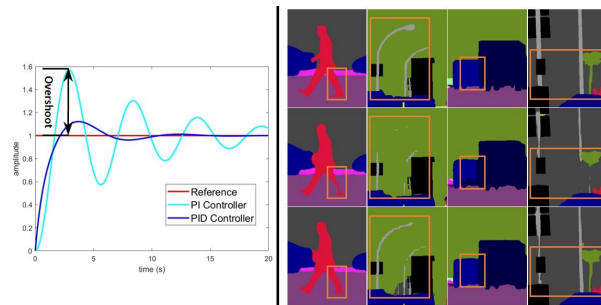 Overshoot
1.6
1.4
1.2
1
0.8
0.6
0.4
0.2
0
amplitude
Reference
PI Controller
PID Controller
0
5
10
15
20
time (s)